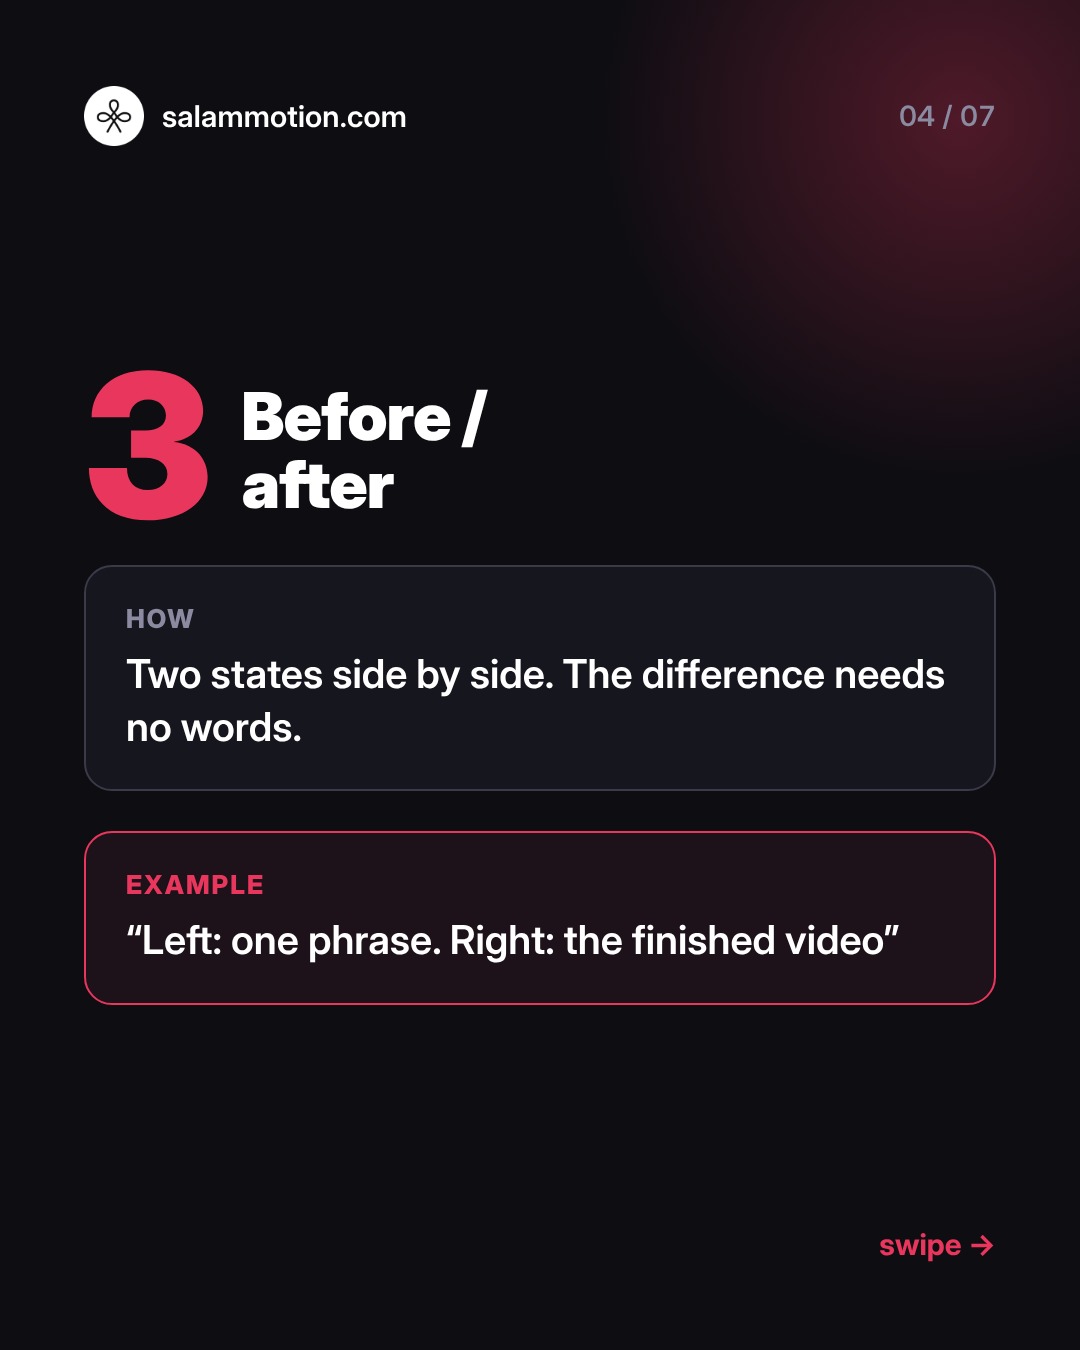 salammotion.com
04 / 07
3
Before /
after
HOW
Two states side by side. The difference needs
no words.
EXAMPLE
“Left: one phrase. Right: the finished video”
swipe →